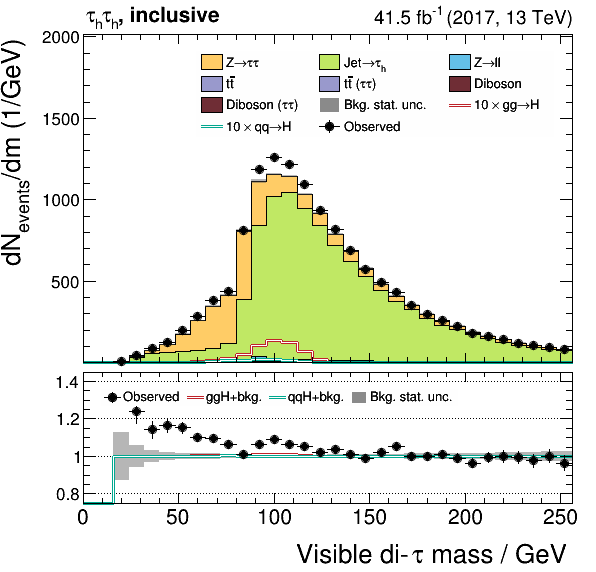 τhτh, inclusive 41.5 fb⁻¹ (2017, 13 TeV)
dNevents/dm (1/GeV)
2000
1500
1000
500
Z→ττ Jet→τh Z→ll
tt̄ tt̄ (ττ) Diboson
Diboson (ττ) Bkg. stat. unc. 10 × gg→H
10 × qq→H Observed
1.4
1.2
1
0.8
Observed ggH+bkg. qqH+bkg. Bkg. stat. unc.
0 50 100 150 200 250
Visible di-τ mass / GeV